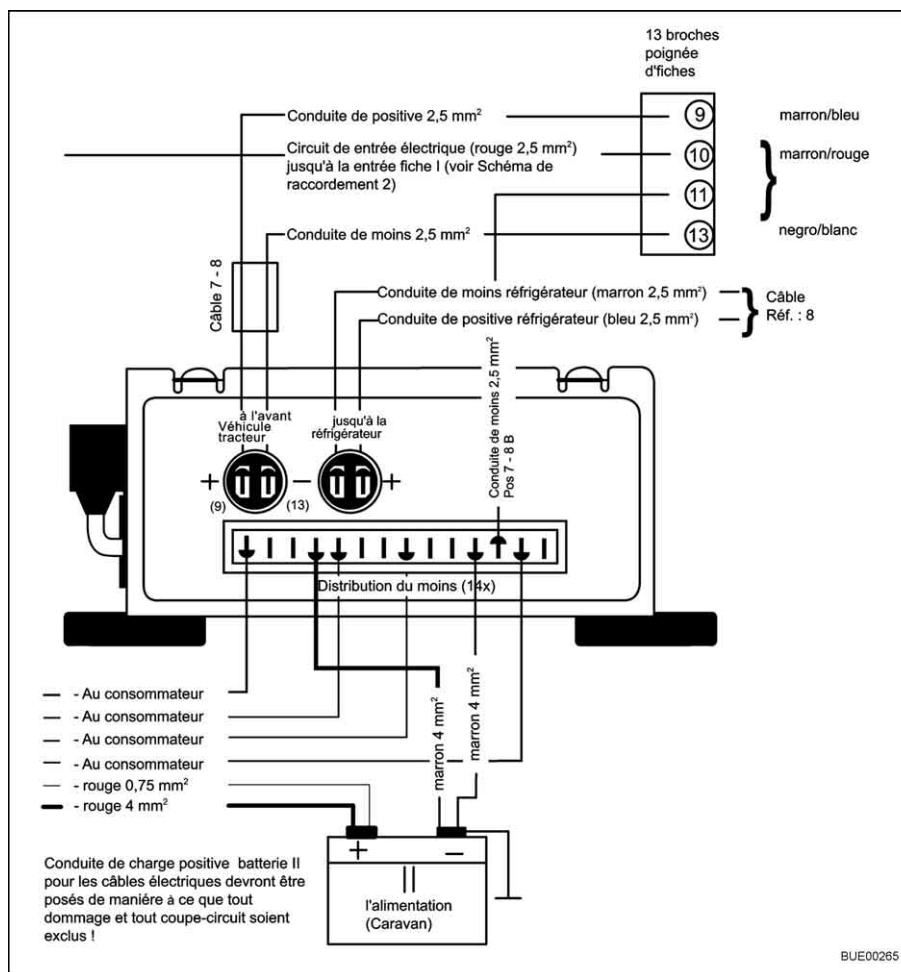 13 broches
poignée
d'fiches
Conduite de positive 2,5 mm²
9
marron/bleu
Circuit de entrée électrique (rouge 2,5 mm²)
jusqu'à la entrée fiche I (voir Schéma de
raccordement 2)
10
marron/rouge
11
Conduite de moins 2,5 mm²
13
negro/blanc
Câble 7 - 8
Conduite de moins réfrigérateur (marron 2,5 mm²)
Conduite de positive réfrigérateur (bleu 2,5 mm²)
Câble
Réf. : 8
Conduite de moins 2,5 mm²
Pos 7 - 8 B
à l'avant
Véhicule
tracteur
jusqu'à la
réfrigérateur
+
−
+
(9)
(13)
Distribution du moins (14x)
- Au consommateur
- Au consommateur
- Au consommateur
- Au consommateur
- rouge 0,75 mm²
- rouge 4 mm²
marron 4 mm²
marron 4 mm²
+
−
II
l'alimentation
(Caravan)
Conduite de charge positive batterie II
pour les câbles électriques devront être
posés de maniére à ce que tout
dommage et tout coupe-circuit soient
exclus !
BUE00265